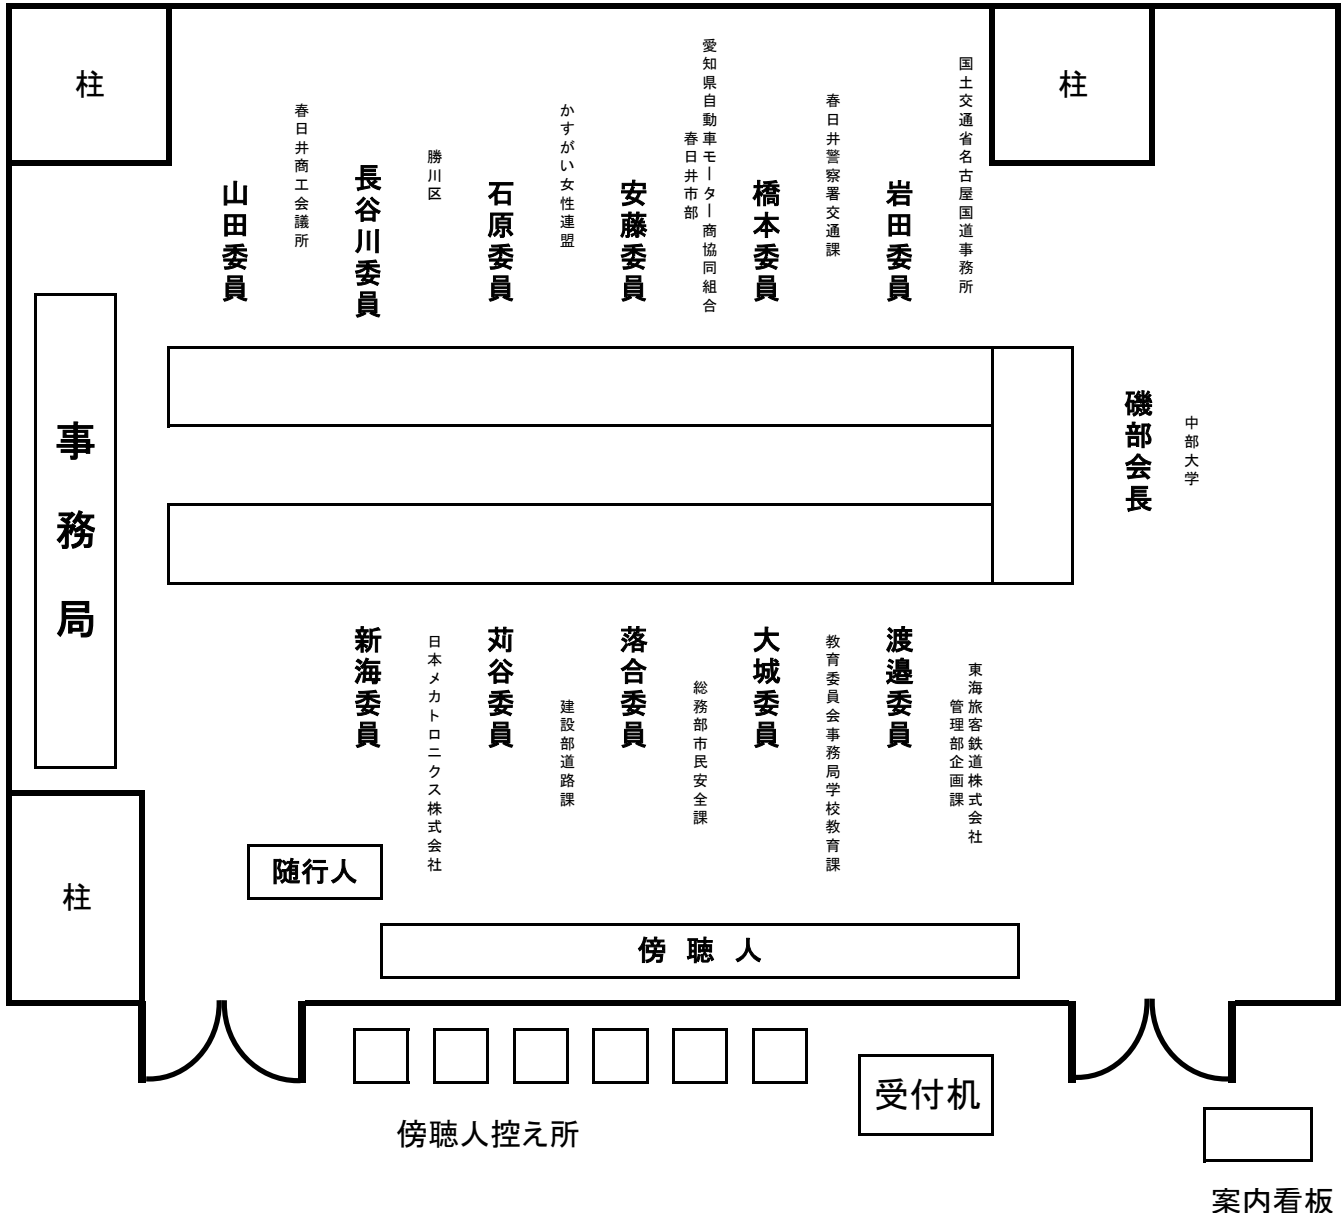 柱
柱
国土交通省名古屋国道事務所
岩田委員
春日井警察署交通課
橋本委員
愛知県自動車モーター商協同組合
春日井市部
安藤委員
かすがい女性連盟
石原委員
勝川区
長谷川委員
春日井商工会議所
山田委員
中部大学
磯部会長
事務局
東海旅客鉄道株式会社
管理部企画課
渡邉委員
教育委員会事務局学校教育課
大城委員
総務部市民安全課
落合委員
建設部道路課
苅谷委員
日本メカトロニクス株式会社
新海委員
柱
随行人
傍聴人
受付机
傍聴人控え所
案内看板